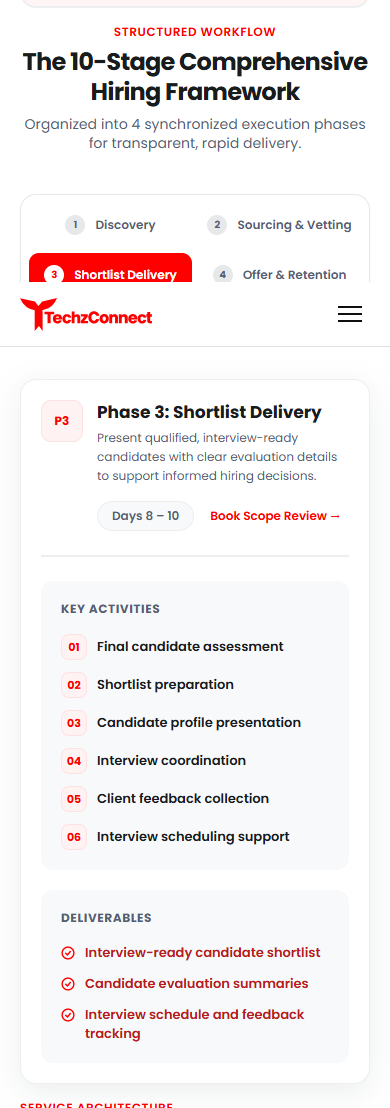 STRUCTURED WORKFLOW
The 10-Stage Comprehensive
Hiring Framework
Organized into 4 synchronized execution phases
for transparent, rapid delivery.
1 Discovery
2 Sourcing & Vetting
3 Shortlist Delivery
4 Offer & Retention
TechzConnect
P3
Phase 3: Shortlist Delivery
Present qualified, interview-ready
candidates with clear evaluation details
to support informed hiring decisions.
Days 8 – 10
Book Scope Review →
KEY ACTIVITIES
01 Final candidate assessment
02 Shortlist preparation
03 Candidate profile presentation
04 Interview coordination
05 Client feedback collection
06 Interview scheduling support
DELIVERABLES
Interview-ready candidate shortlist
Candidate evaluation summaries
Interview schedule and feedback
tracking
SERVICE ARCHITECTURE